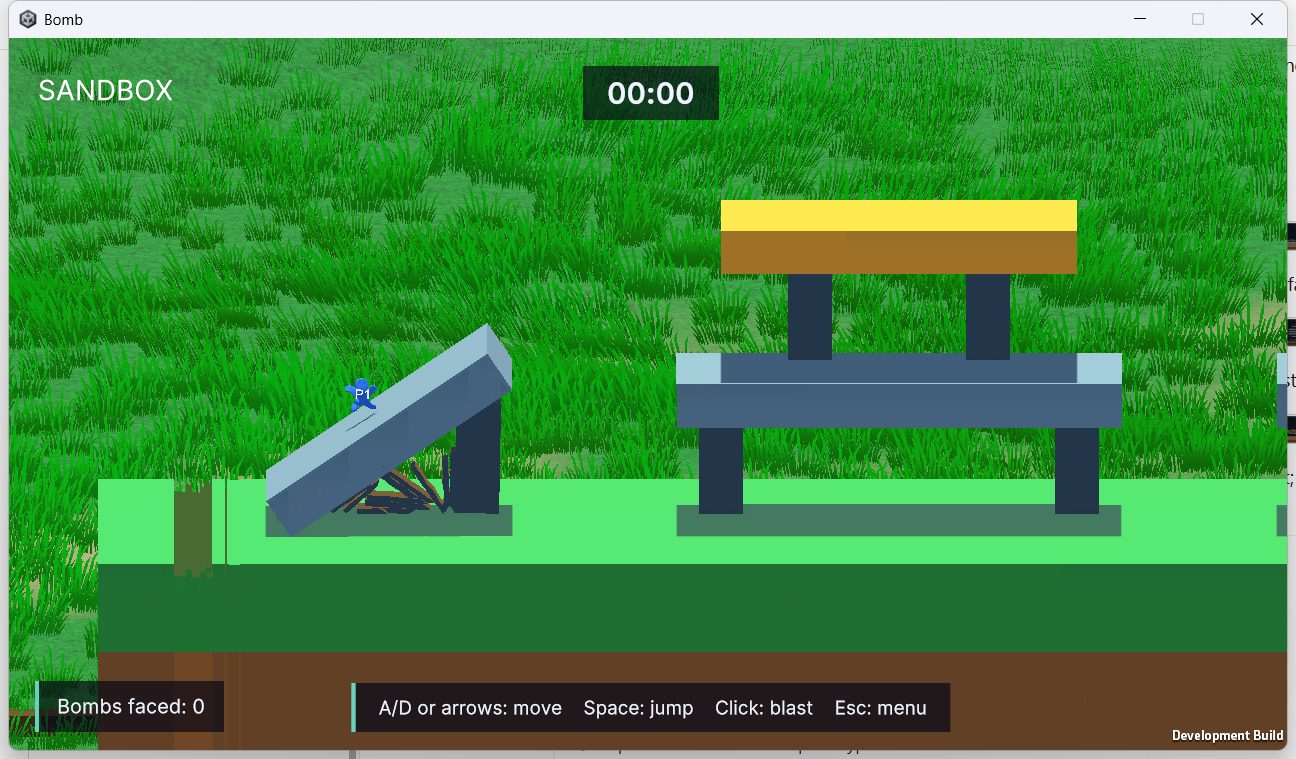 Bomb
SANDBOX
00:00
P1
Bombs faced: 0
A/D or arrows: move Space: jump Click: blast Esc: menu
Development Build